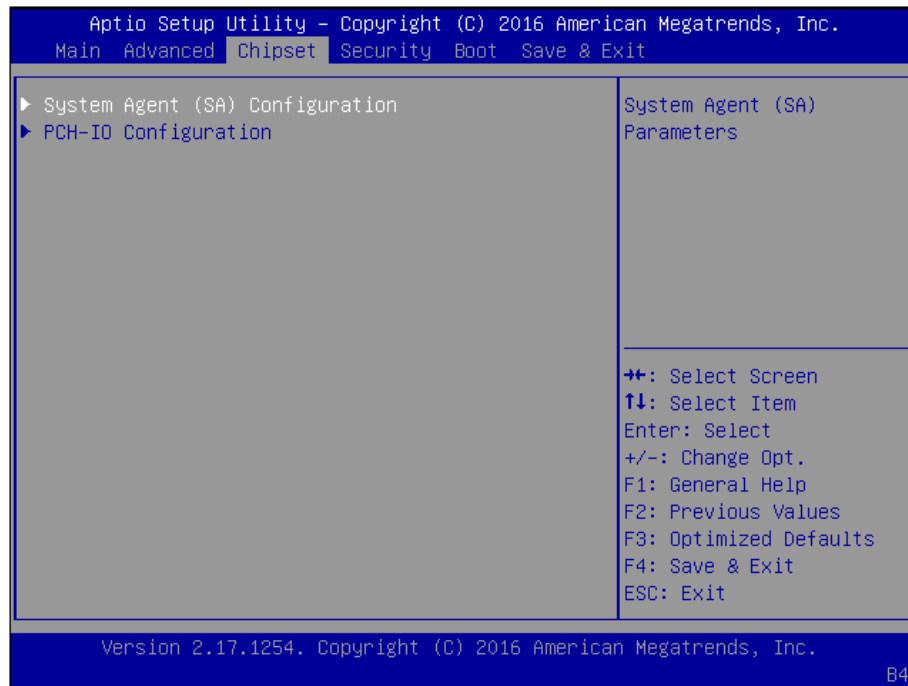 Aptio Setup Utility – Copyright (C) 2016 American Megatrends, Inc.
Main Advanced Chipset Security Boot Save & Exit
▶ System Agent (SA) Configuration
▶ PCH-IO Configuration
System Agent (SA)
Parameters
→←: Select Screen
↑↓: Select Item
Enter: Select
+/-: Change Opt.
F1: General Help
F2: Previous Values
F3: Optimized Defaults
F4: Save & Exit
ESC: Exit
Version 2.17.1254. Copyright (C) 2016 American Megatrends, Inc.
B4